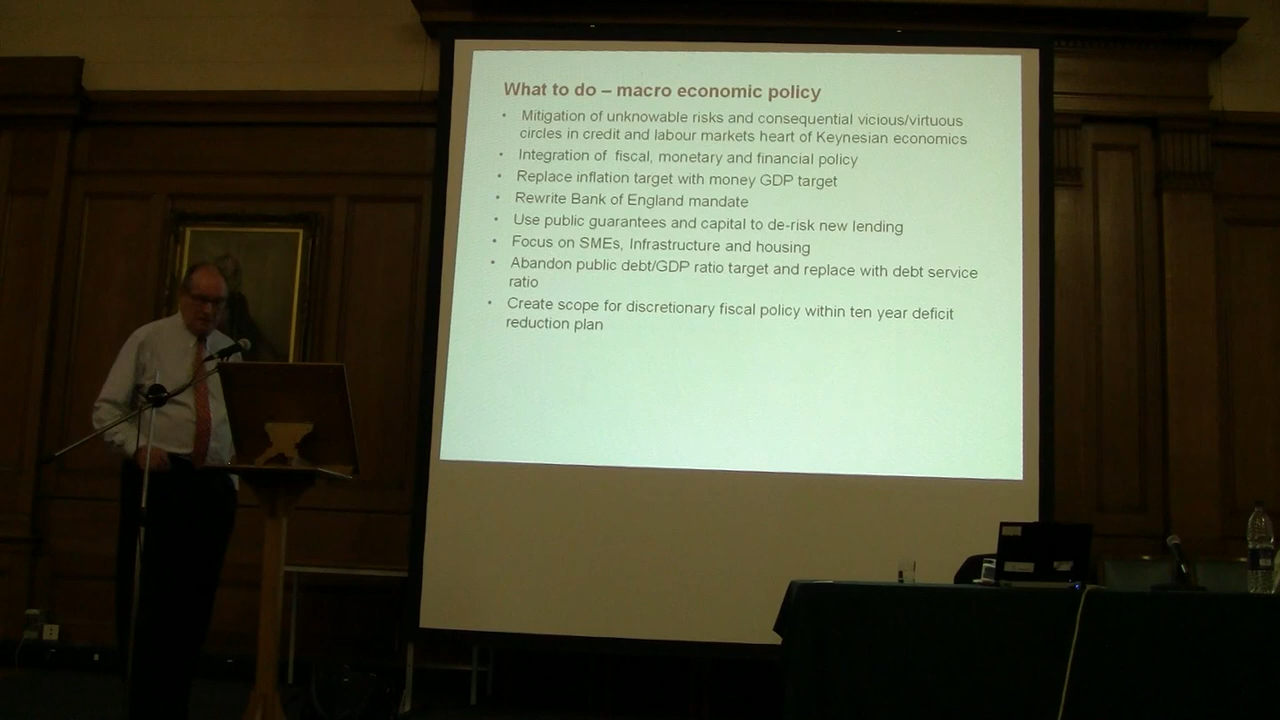 What to do – macro economic policy
• Mitigation of unknowable risks and consequential vicious/virtuous
circles in credit and labour markets heart of Keynesian economics
• Integration of fiscal, monetary and financial policy
• Replace inflation target with money GDP target
• Rewrite Bank of England mandate
• Use public guarantees and capital to de-risk new lending
• Focus on SMEs, Infrastructure and housing
• Abandon public debt/GDP ratio target and replace with debt service
ratio
• Create scope for discretionary fiscal policy within ten year deficit
reduction plan